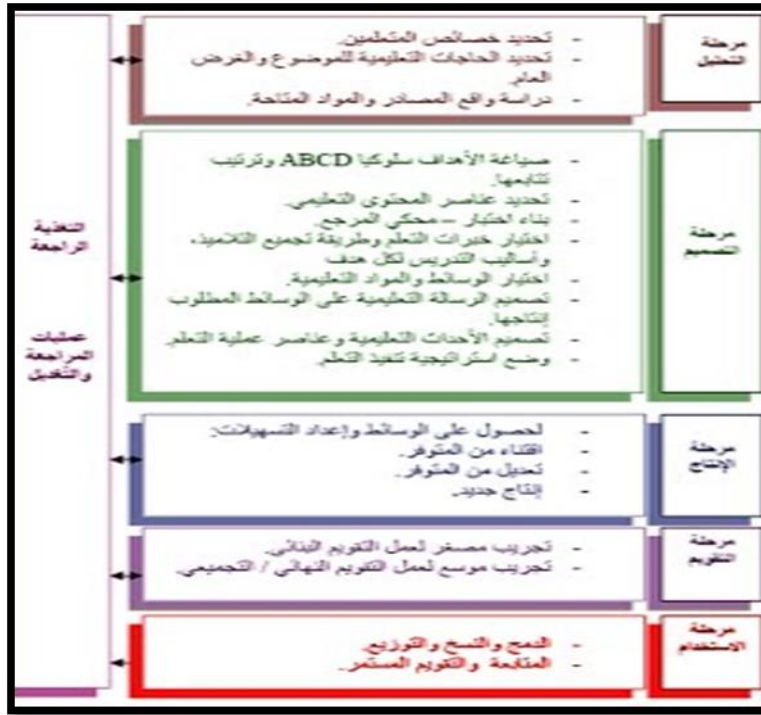 مرحلة
التحليل
- تحديد خصائص المتعلمين.
- تحديد الحاجات التعليمية للموضوع والغرض
العام.
- دراسة واقع المصادر والمواد المتاحة.
مرحلة
التصميم
- صياغة الأهداف سلوكيا ABCD وترتيب
تتابعها.
- تحديد عناصر المحتوى التعليمي.
- بناء اختبار – محكي المرجع.
- اختيار خبرات التعلم وطريقة تجميع التلاميذ،
وأساليب التدريس لكل هدف
- اختيار الوسائط والمواد التعليمية.
- تصميم الرسالة التعليمية على الوسائط المطلوب
إنتاجها.
- تصميم الأحداث التعليمية وعناصر عملية التعلم.
- وضع استراتيجية تنفيذ التعلم.
مرحلة
الإنتاج
- لحصول على الوسائط وإعداد التسهيلات:
- اقتناء من المتوفر.
- تعديل من المتوفر.
- إنتاج جديد.
مرحلة
التقويم
- تجريب مصغر لعمل التقويم البنائي.
- تجريب موسع لعمل التقويم النهائي / التجميعي.
مرحلة
الاستخدام
- الدمج والنسخ والتوزيع.
- المتابعة والتقويم المستمر.
التغذية
الراجعة
عمليات
المراجعة
والتعديل